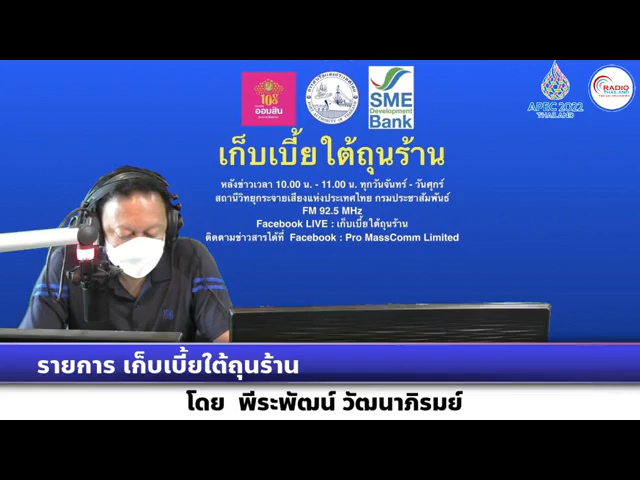 108
ออมสิน
SME
Development
Bank
APEC 2022
THAILAND
RADIO
THAILAND
เก็บเบี้ยใต้ถุนร้าน
หลังข่าวเวลา 10.00 น. - 11.00 น. ทุกวันจันทร์ - วันศุกร์
สถานีวิทยุกระจายเสียงแห่งประเทศไทย กรมประชาสัมพันธ์
FM 92.5 MHz
Facebook LIVE : เก็บเบี้ยใต้ถุนร้าน
ติดตามข่าวสารได้ที่ Facebook : Pro MassComm Limited
รายการ เก็บเบี้ยใต้ถุนร้าน
โดย พีระพัฒน์ วัฒนาภิรมย์